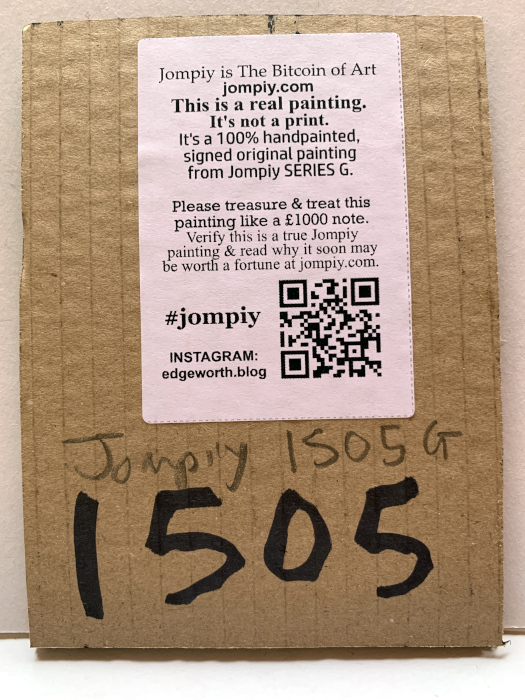 Jompiy is The Bitcoin of Art
jompiy.com
This is a real painting.
It's not a print.
It's a 100% handpainted,
signed original painting
from Jompiy SERIES G.
Please treasure & treat this
painting like a £1000 note.
Verify this is a true Jompiy
painting & read why it soon may
be worth a fortune at jompiy.com.
#jompiy
INSTAGRAM:
edgeworth.blog
Jompiy 1505 G
1505